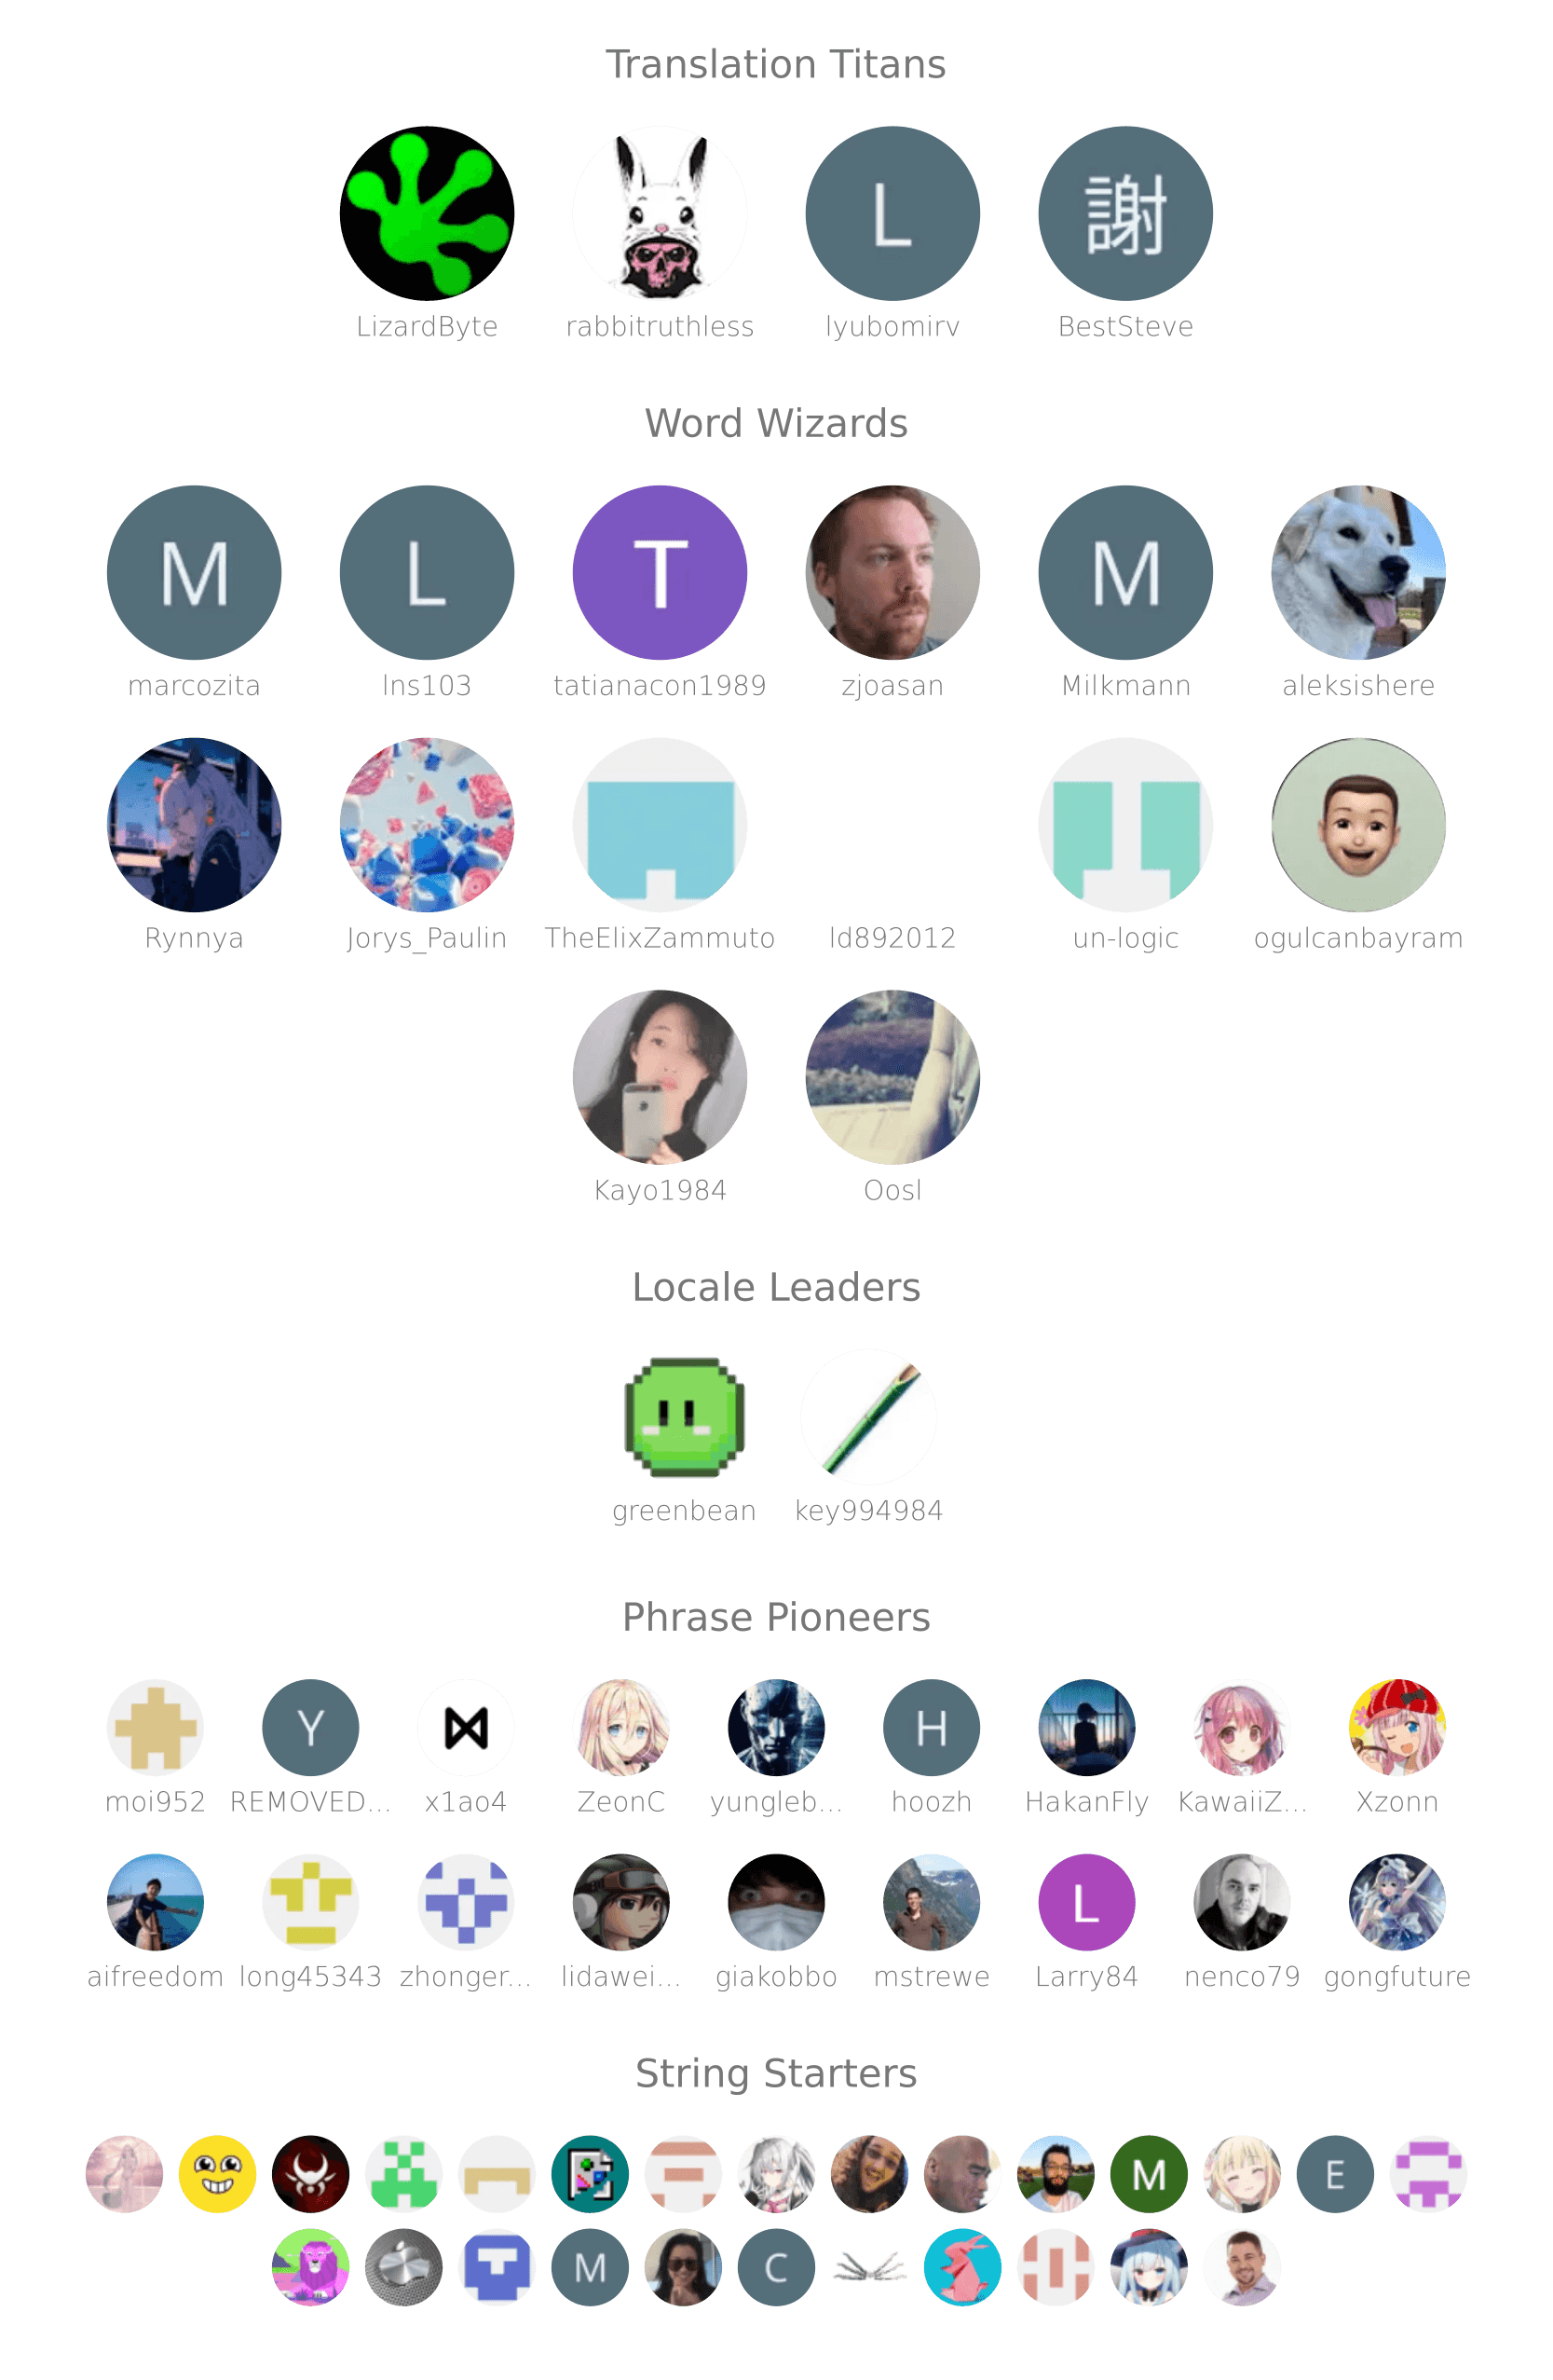 Translation Titans
L 謝
LizardByte rabbitruthless lyubomirv BestSteve
Word Wizards
M L T M
marcozita lns103 tatianacon1989 zjoasan Milkmann aleksishere
Rynnya Jorys_Paulin TheElixZammuto ld892012 un-logic ogulcanbayram
Kayo1984 Oosl
Locale Leaders
greenbean key994984
Phrase Pioneers
Y H
moi952 REMOVED... x1ao4 ZeonC yungleb... hoozh HakanFly KawaiiZ... Xzonn
L
aifreedom long45343 zhonger... lidawei... giakobbo mstrewe Larry84 nenco79 gongfuture
String Starters
M E
M C